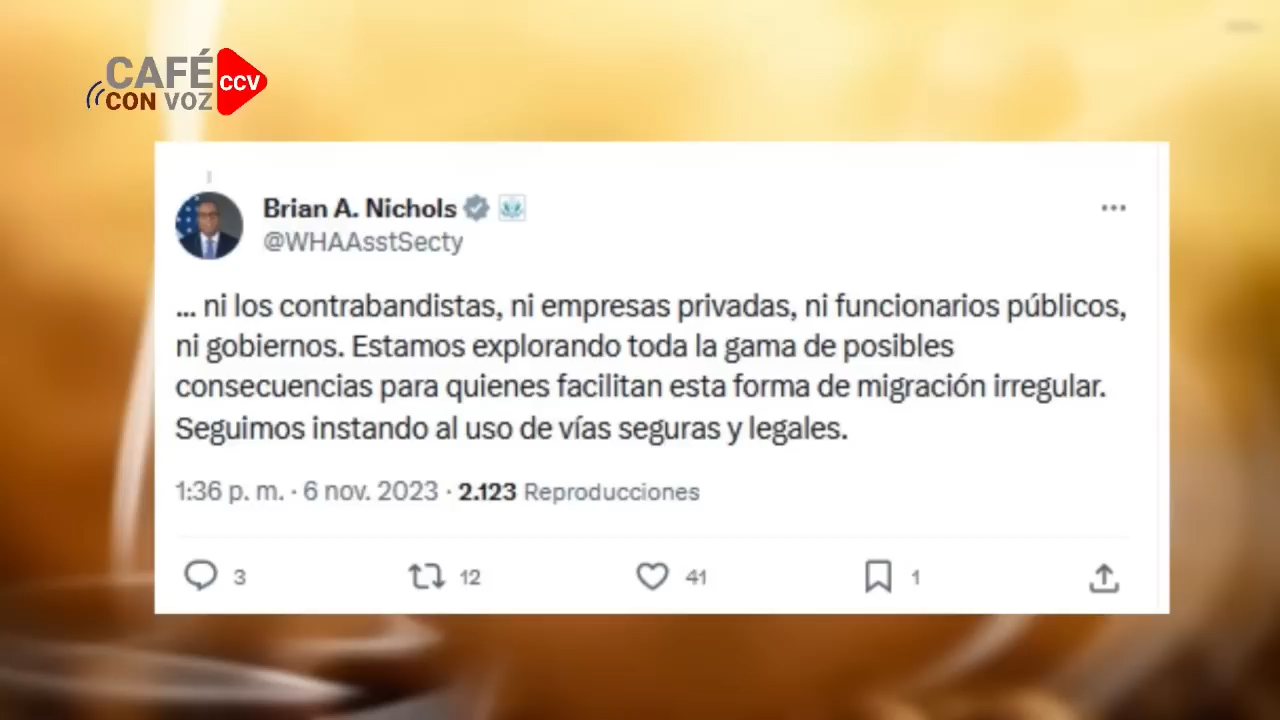 CAFÉ
CON VOZ
CCV
Brian A. Nichols
@WHAAsstSecty
... ni los contrabandistas, ni empresas privadas, ni funcionarios públicos,
ni gobiernos. Estamos explorando toda la gama de posibles
consecuencias para quienes facilitan esta forma de migración irregular.
Seguimos instando al uso de vías seguras y legales.
1:36 p. m. · 6 nov. 2023 · 2.123 Reproducciones
3 12 41 1